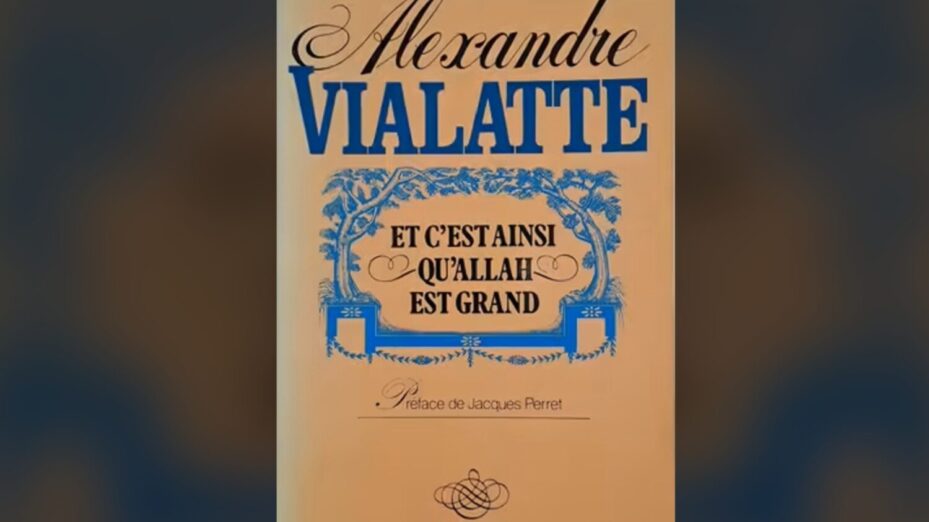 Alexandre
VIALATTE
ET C'EST AINSI
QU'ALLAH
EST GRAND
Préface de Jacques Perret